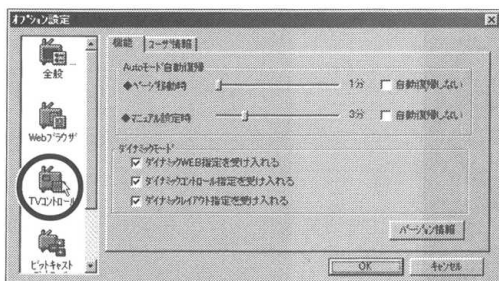 オプション設定
全般
Webブラウザ
TVコントロール
ビットキャスト
機能
ユーザ情報
Autoモード自動復帰
◆ページ移動時
1分
自動復帰しない
◆マニュアル設定時
3分
自動復帰しない
ダイナミックモード
ダイナミックWEB指定を受け入れる
ダイナミックコントロール指定を受け入れる
ダイナミックレイアウト指定を受け入れる
バージョン情報
OK
キャンセル